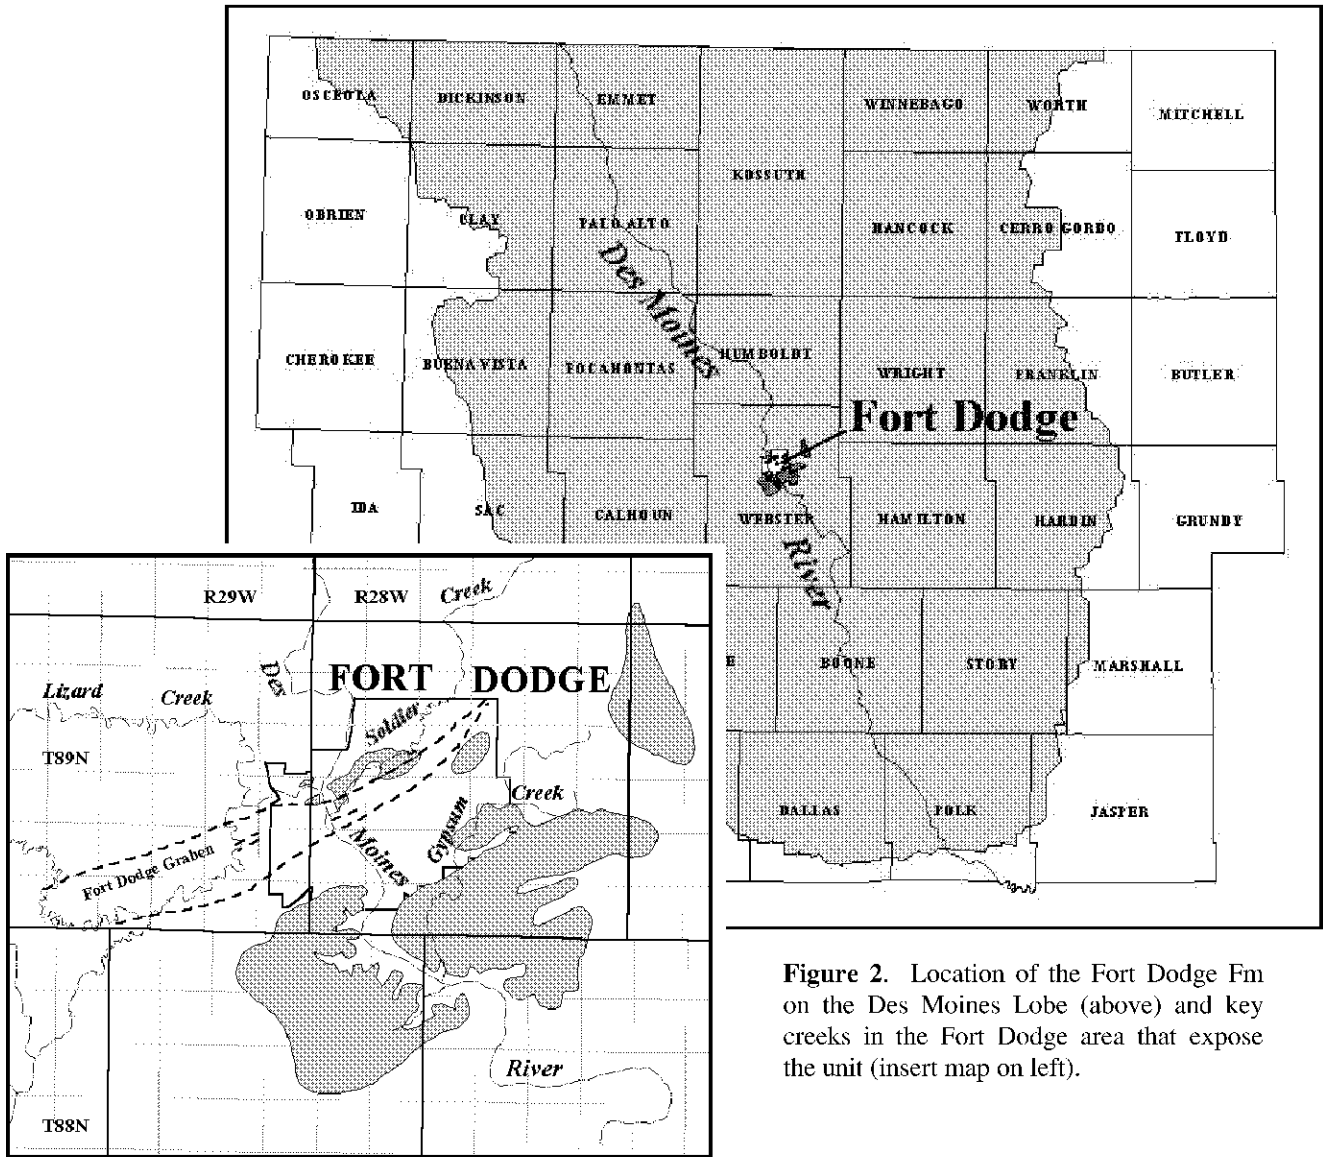 OSCEOLA DICKINSON EMMET WINNEBAGO WORTH MITCHELL
KOSSUTH
OBRIEN CLAY PALO ALTO HANCOCK CERRO GORDO FLOYD
Des Moines
CHEROKEE BUENA VISTA POCAHONTAS HUMBOLDT WRIGHT FRANKLIN BUTLER
Fort Dodge
IDA SAC CALHOUN WEBSTER HAMILTON HARDIN GRUNDY
River
E BOONE STORY MARSHALL
DALLAS POLK JASPER
R29W R28W Creek
Des FORT DODGE
Lizard Creek Soldier
T89N
Creek
Fort Dodge Graben Moines Gypsum
River
T88N
Figure 2. Location of the Fort Dodge Fm
on the Des Moines Lobe (above) and key
creeks in the Fort Dodge area that expose
the unit (insert map on left).